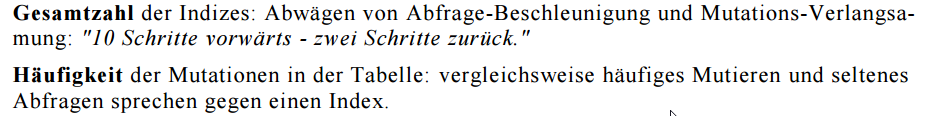 Gesamtzahl der Indizes: Abwägen von Abfrage-Beschleunigung und Mutations-Verlangsa-
mung: "10 Schritte vorwärts - zwei Schritte zurück."
Häufigkeit der Mutationen in der Tabelle: vergleichsweise häufiges Mutieren und seltenes
Abfragen sprechen gegen einen Index.